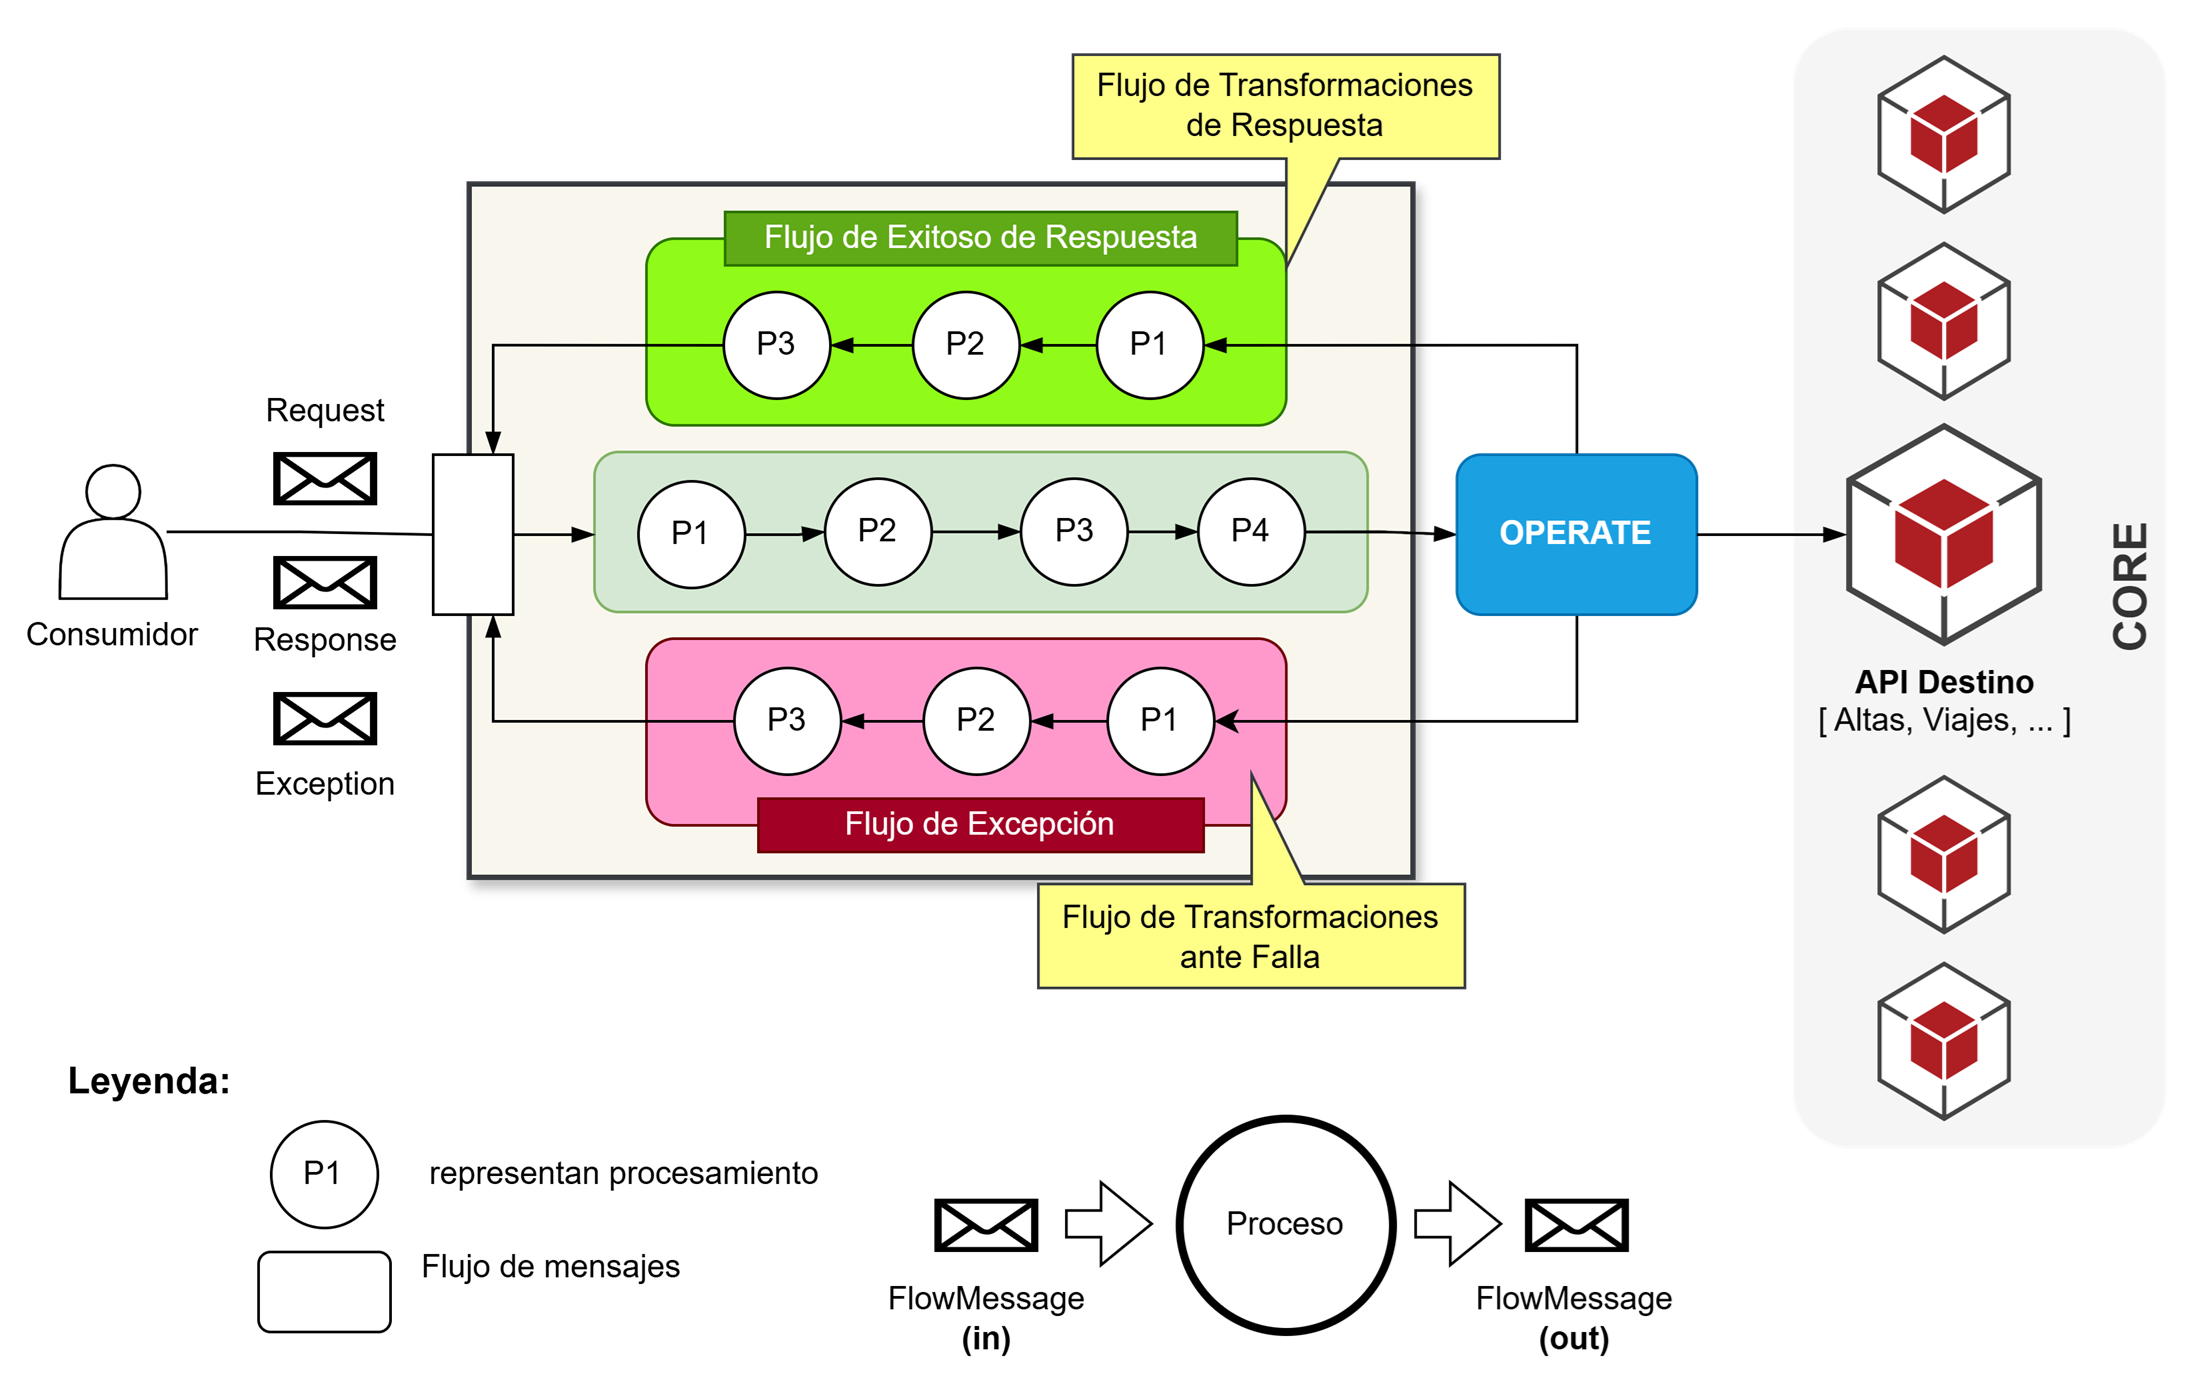 Flujo de Transformaciones
de Respuesta
Flujo de Exitoso de Respuesta
P3
P2
P1
Request
Consumidor
Response
Exception
P1
P2
P3
P4
OPERATE
CORE
API Destino
[ Altas, Viajes, ... ]
P3
P2
P1
Flujo de Excepción
Flujo de Transformaciones
ante Falla
Leyenda:
P1
representan procesamiento
Flujo de mensajes
FlowMessage
(in)
Proceso
FlowMessage
(out)